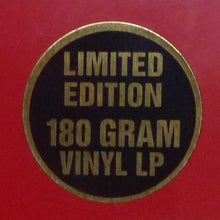 LIMITED
EDITION
180 GRAM
VINYL LP